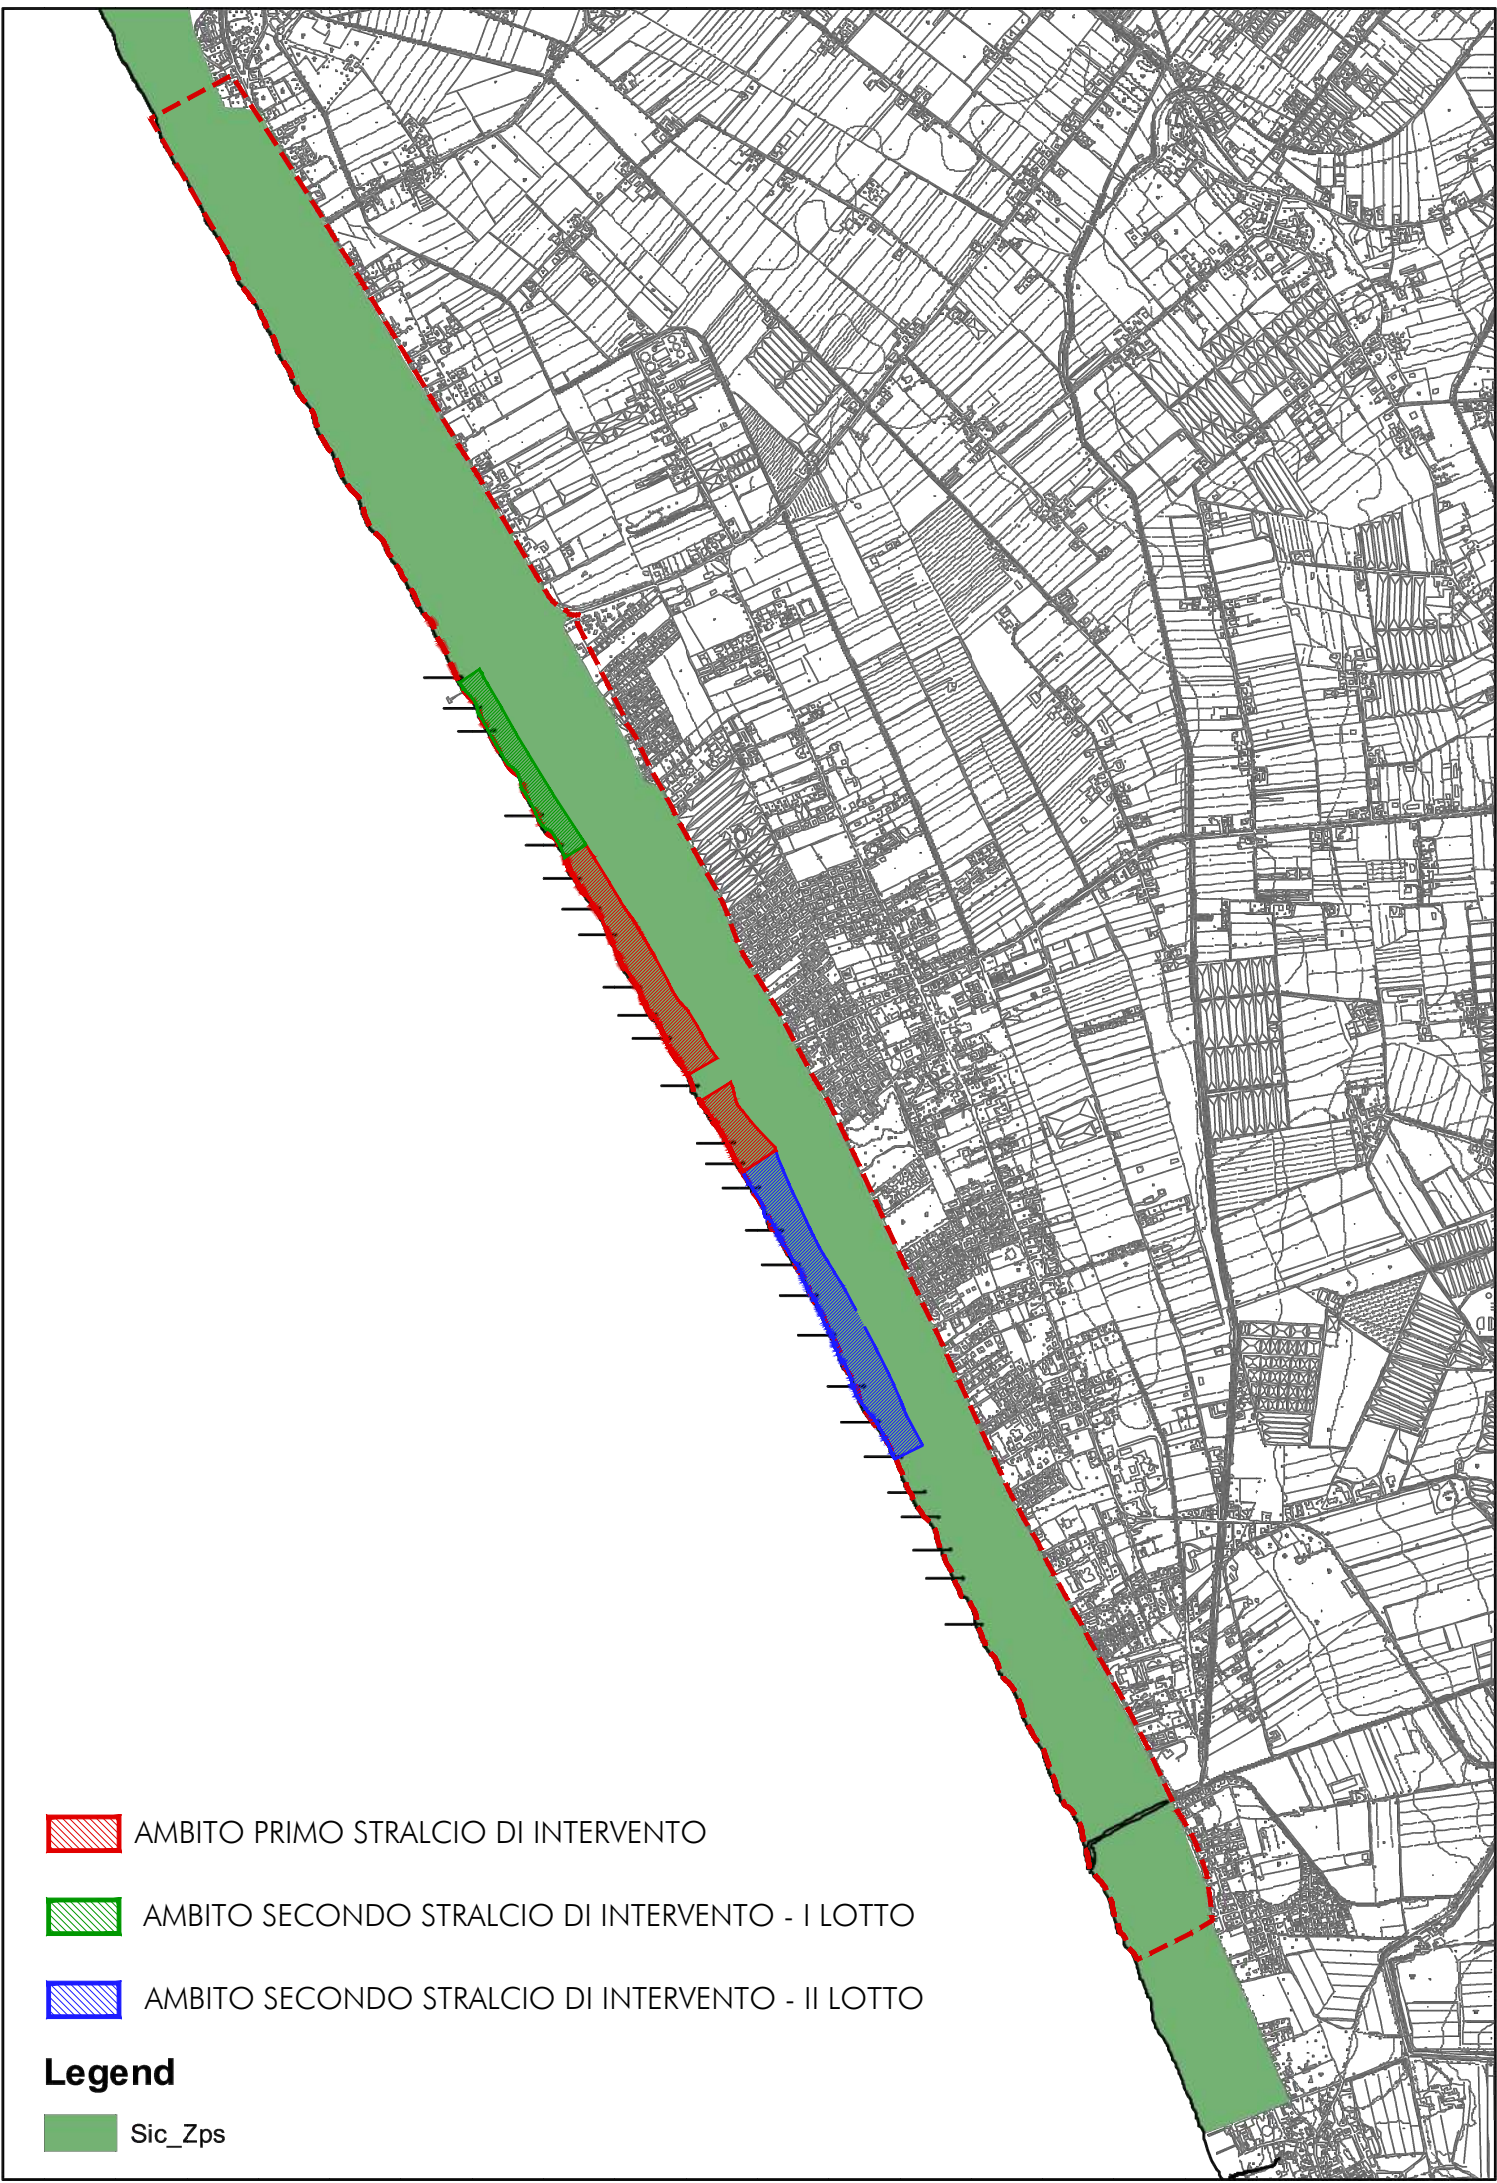 AMBITO PRIMO STRALCIO DI INTERVENTO
AMBITO SECONDO STRALCIO DI INTERVENTO - I LOTTO
AMBITO SECONDO STRALCIO DI INTERVENTO - II LOTTO
Legend
Sic_Zps